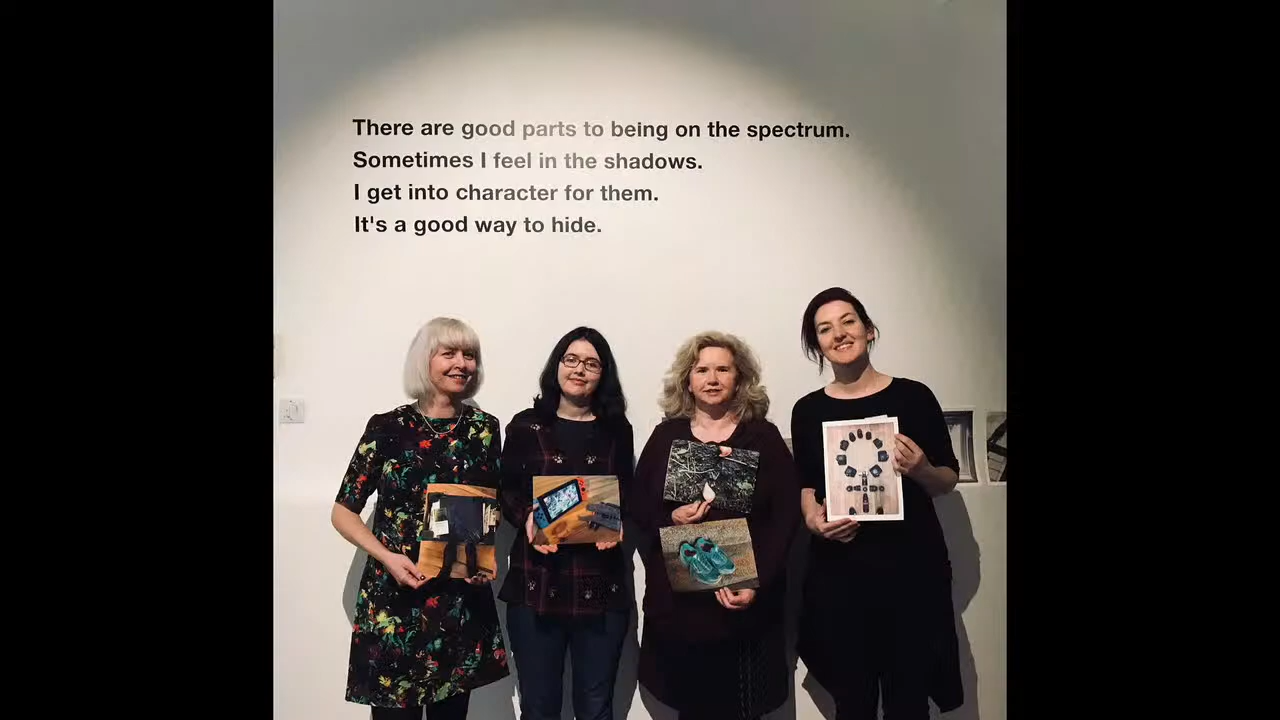 There are good parts to being on the spectrum.
Sometimes I feel in the shadows.
I get into character for them.
It's a good way to hide.